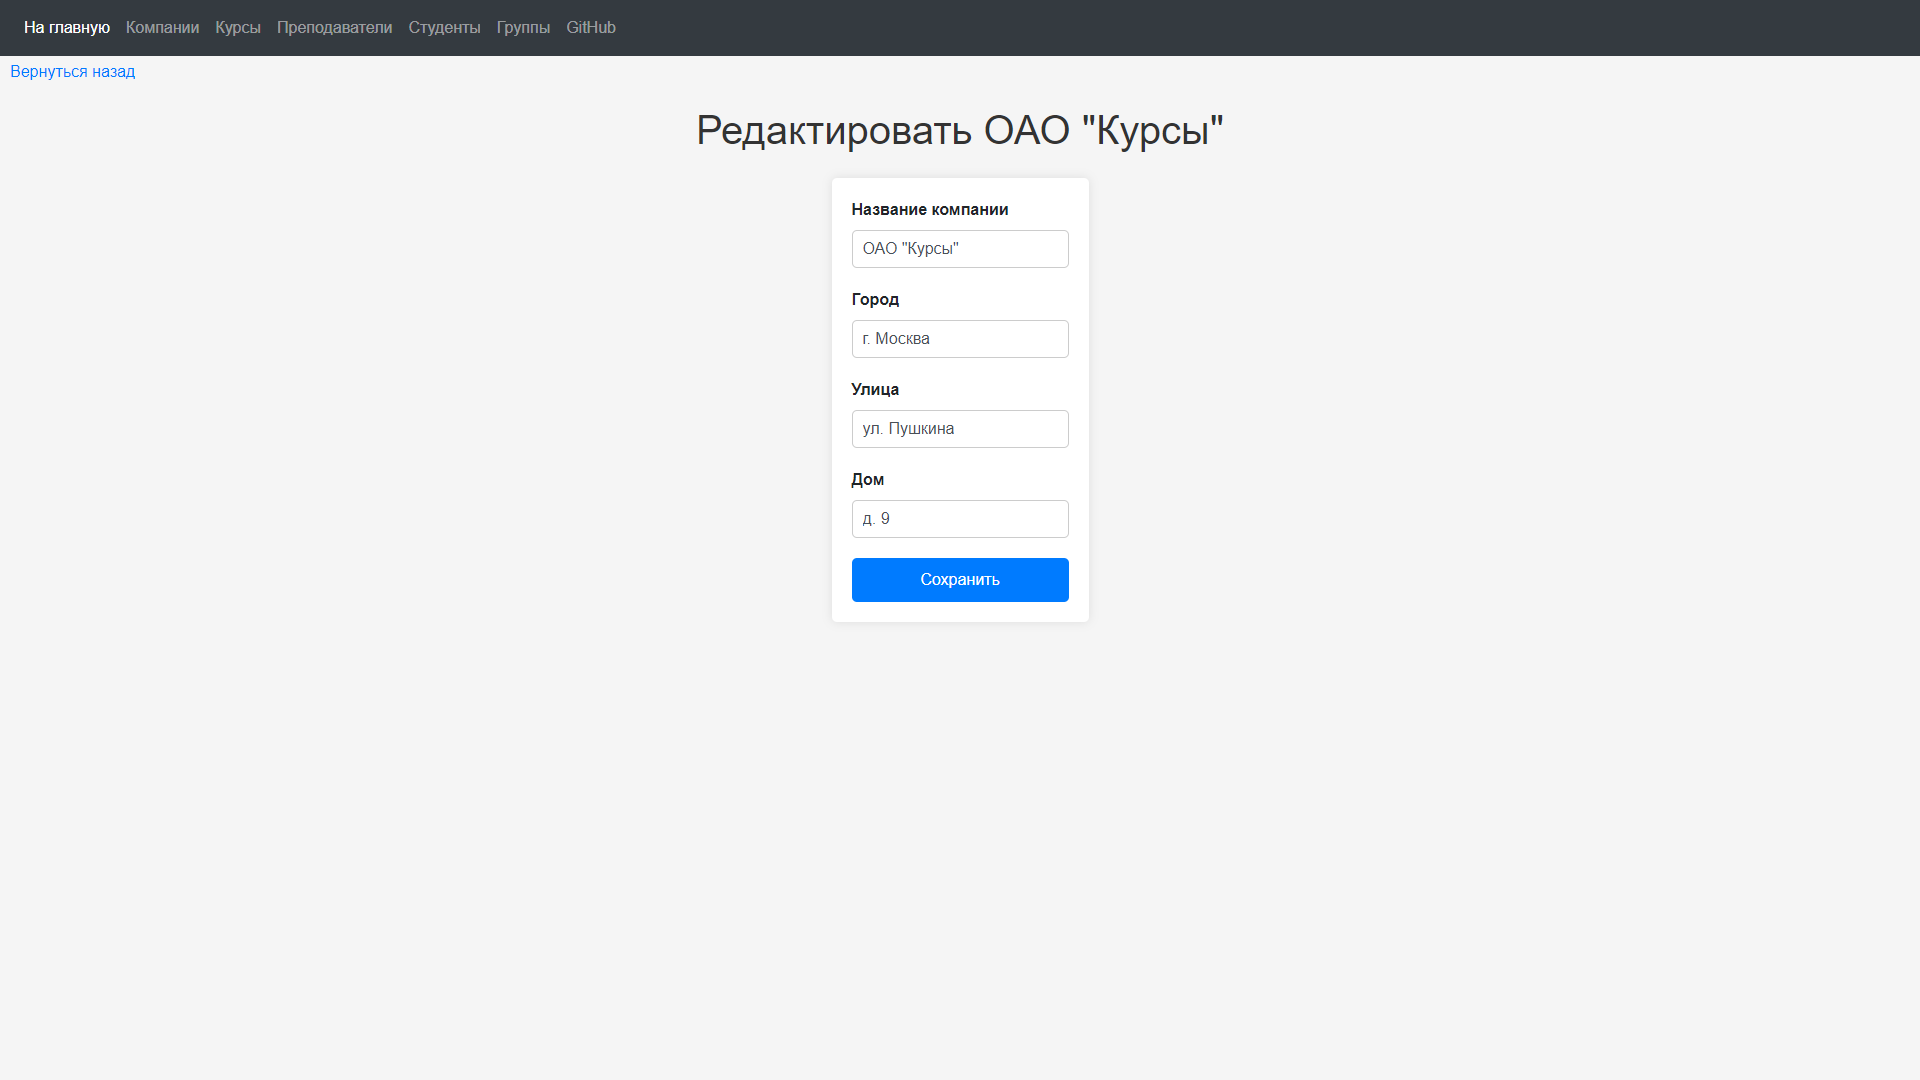 На главную Компании Курсы Преподаватели Студенты Группы GitHub
Вернуться назад
Редактировать ОАО "Курсы"
Название компании
ОАО "Курсы"
Город
г. Москва
Улица
ул. Пушкина
Дом
д. 9
Сохранить